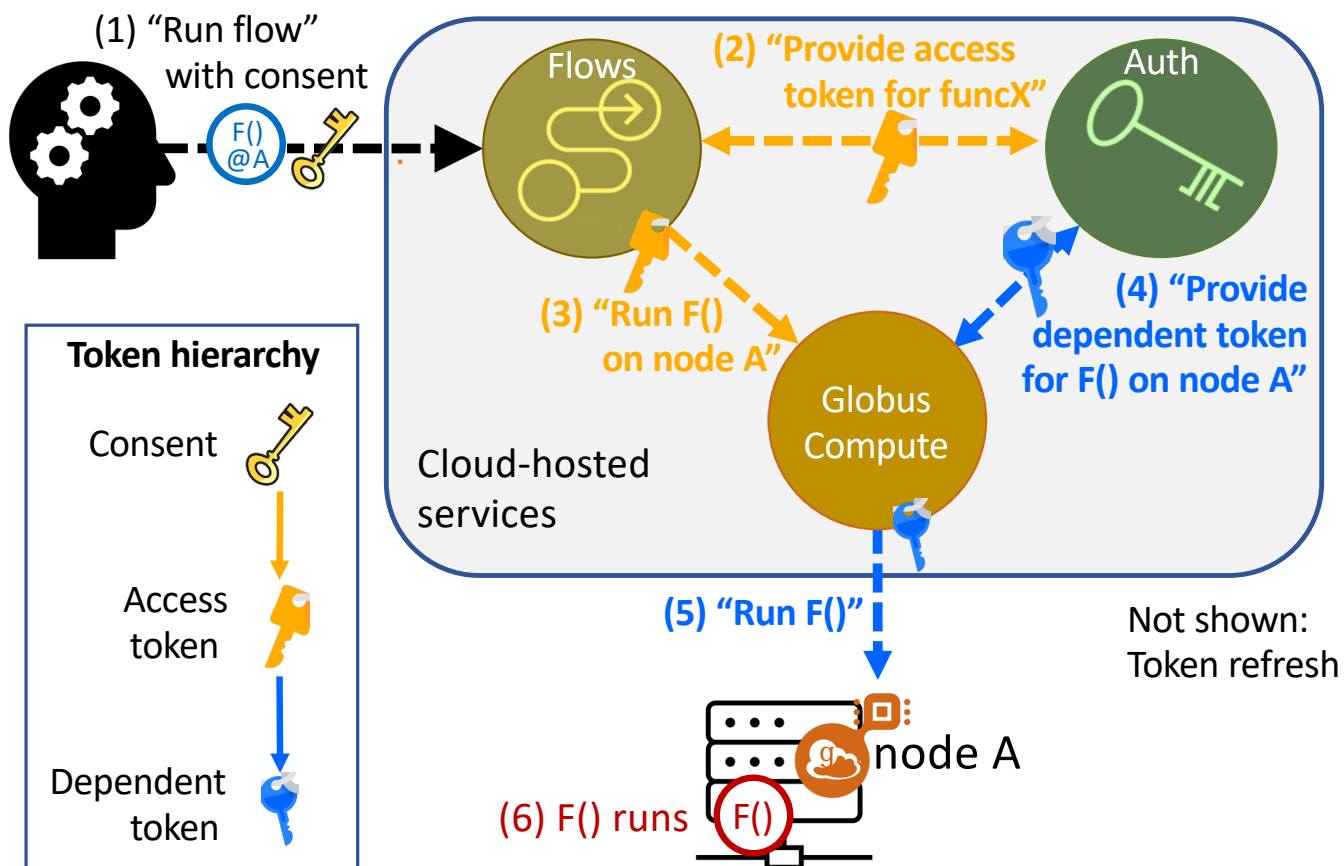 (1) “Run flow”
with consent
F()
@A
Flows
(2) “Provide access
token for funcX”
Auth
(3) “Run F()
on node A”
(4) “Provide
dependent token
for F() on node A”
Globus
Compute
Cloud-hosted
services
Token hierarchy
Consent
Access
token
Dependent
token
(5) “Run F()”
Not shown:
Token refresh
g
node A
(6) F() runs
F()